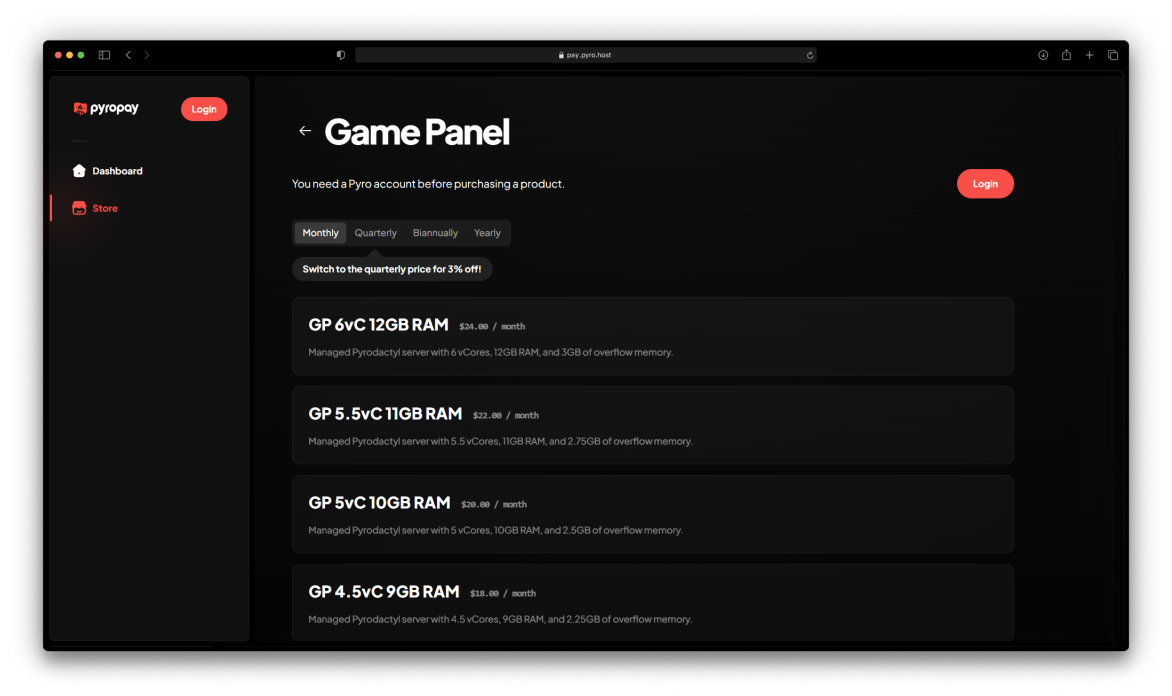 pay.pyro.host
pyropay
Login
Dashboard
Store
Game Panel
You need a Pyro account before purchasing a product.
Login
Monthly Quarterly Biannually Yearly
Switch to the quarterly price for 3% off!
GP 6vC 12GB RAM $24.00 / month
Managed Pyrodactyl server with 6 vCores, 12GB RAM, and 3GB of overflow memory.
GP 5.5vC 11GB RAM $22.00 / month
Managed Pyrodactyl server with 5.5 vCores, 11GB RAM, and 2.75GB of overflow memory.
GP 5vC 10GB RAM $20.00 / month
Managed Pyrodactyl server with 5 vCores, 10GB RAM, and 2.5GB of overflow memory.
GP 4.5vC 9GB RAM $18.00 / month
Managed Pyrodactyl server with 4.5 vCores, 9GB RAM, and 2.25GB of overflow memory.